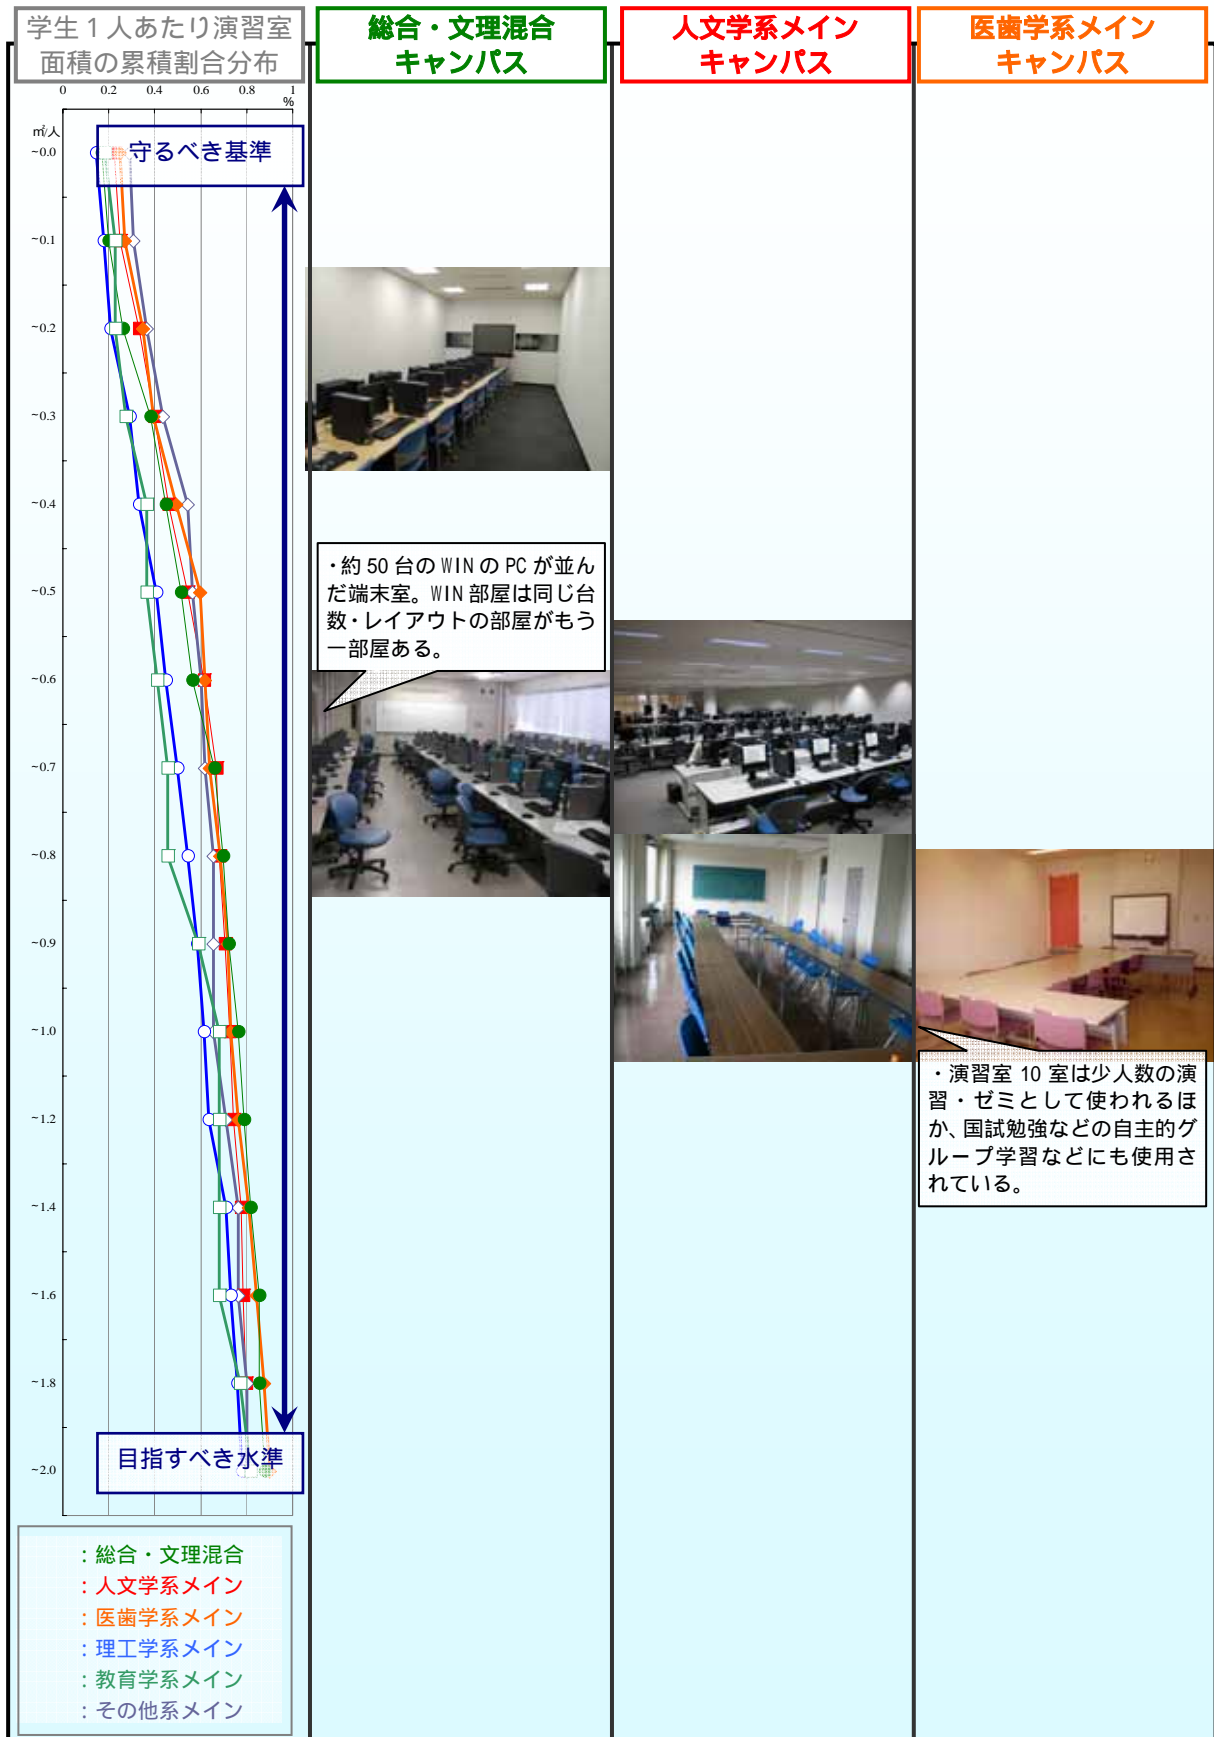 学生１人あたり演習室
面積の累積割合分布
総合・文理混合
キャンパス
人文学系メイン
キャンパス
医歯学系メイン
キャンパス
0 0.2 0.4 0.6 0.8 1
%
㎡/人
守るべき基準
~0.0
~0.1
~0.2
~0.3
~0.4
~0.5
~0.6
~0.7
~0.8
~0.9
~1.0
~1.2
~1.4
~1.6
~1.8
~2.0
目指すべき水準
：総合・文理混合
：人文学系メイン
：医歯学系メイン
：理工学系メイン
：教育学系メイン
：その他系メイン
・約 50 台の WIN の PC が並ん
だ端末室。WIN 部屋は同じ台
数・レイアウトの部屋がもう
一部屋ある。
・演習室 10 室は少人数の演
習・ゼミとして使われるほ
か、国試勉強などの自主的グ
ループ学習などにも使用さ
れている。